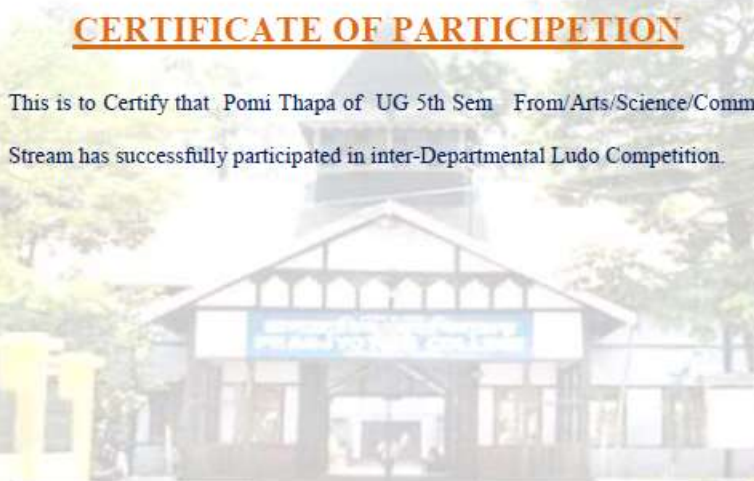 CERTIFICATE OF PARTICIPETION
This is to Certify that Pomi Thapa of UG 5th Sem From/Arts/Science/Comm
Stream has successfully participated in inter-Departmental Ludo Competition.
COLLEGE